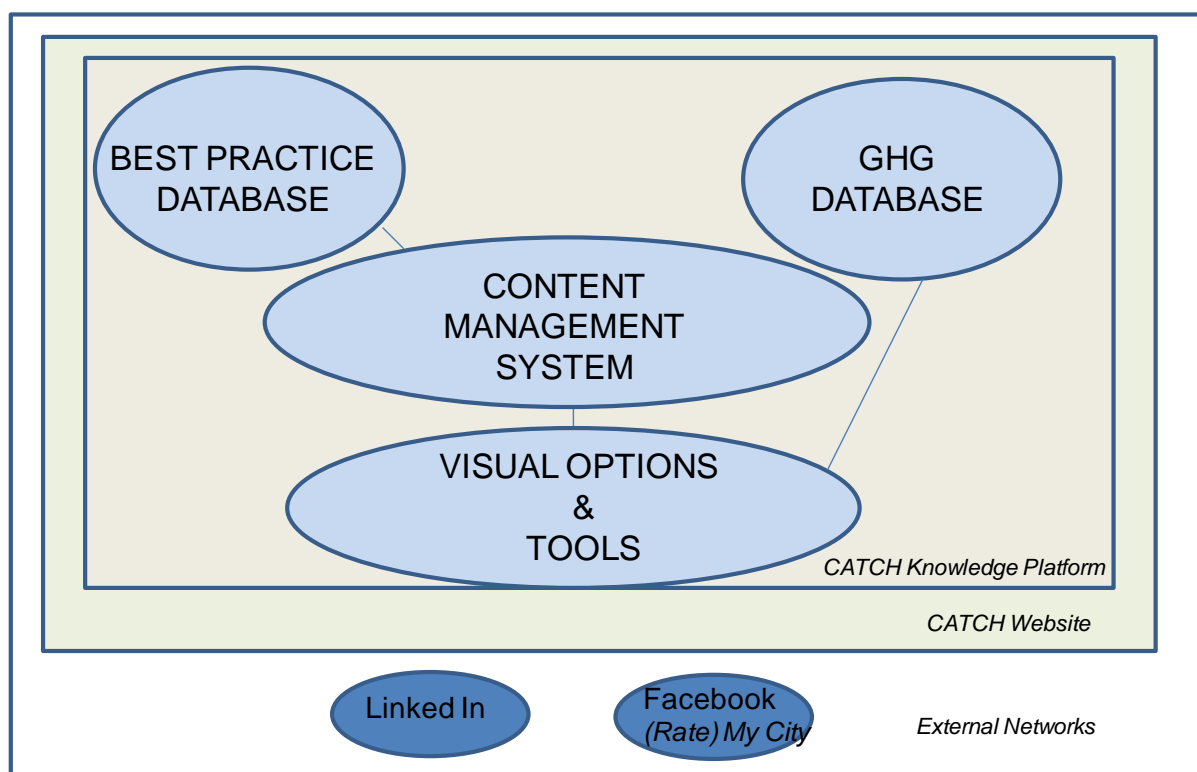 BEST PRACTICE
DATABASE
GHG
DATABASE
CONTENT
MANAGEMENT
SYSTEM
VISUAL OPTIONS
&
TOOLS
CATCH Knowledge Platform
CATCH Website
Linked In
Facebook
(Rate) My City
External Networks